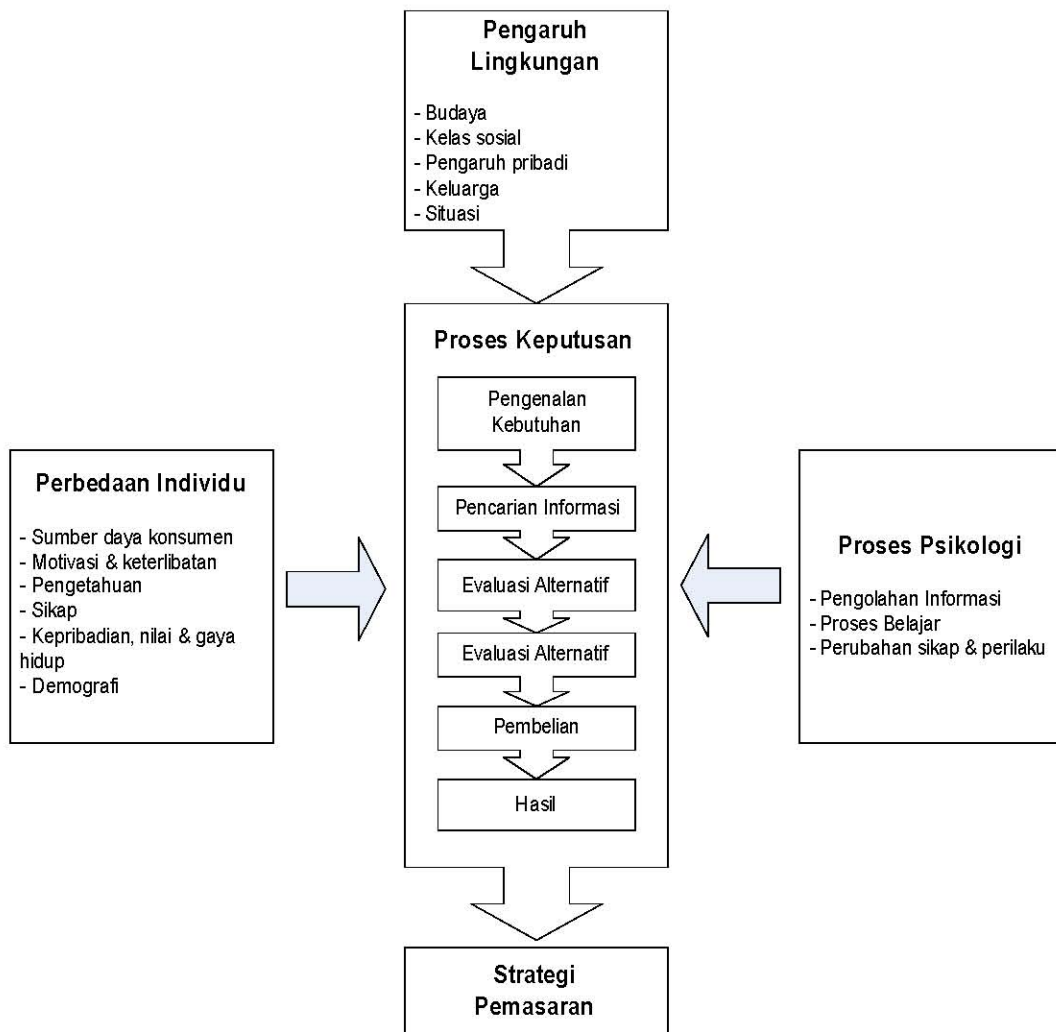 Pengaruh
Lingkungan
- Budaya
- Kelas sosial
- Pengaruh pribadi
- Keluarga
- Situasi
Proses Keputusan
Pengenalan
Kebutuhan
Pencarian Informasi
Evaluasi Alternatif
Evaluasi Alternatif
Pembelian
Hasil
Perbedaan Individu
- Sumber daya konsumen
- Motivasi & keterlibatan
- Pengetahuan
- Sikap
- Kepribadian, nilai & gaya
hidup
- Demografi
Proses Psikologi
- Pengolahan Informasi
- Proses Belajar
- Perubahan sikap & perilaku
Strategi
Pemasaran